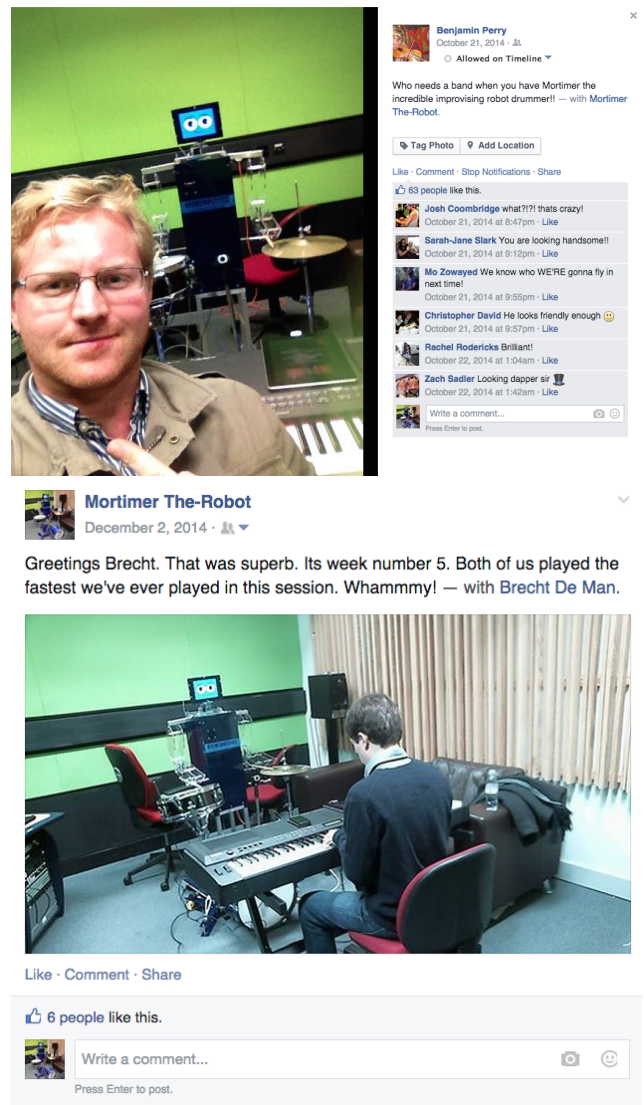 Benjamin Perry
October 21, 2014 ·
Allowed on Timeline
Who needs a band when you have Mortimer the
incredible improvising robot drummer!! — with Mortimer
The-Robot.
Tag Photo Add Location
Like · Comment · Stop Notifications · Share
63 people like this.
Josh Coombridge what?!?! thats crazy!
October 21, 2014 at 8:47pm · Like
Sarah-Jane Slark You are looking handsome!!
October 21, 2014 at 9:12pm · Like
Mo Zowayed We know who WE'RE gonna fly in
next time!
October 21, 2014 at 9:55pm · Like
Christopher David He looks friendly enough
October 21, 2014 at 9:57pm · Like
Rachel Rodericks Brilliant!
October 22, 2014 at 1:04am · Like
Zach Sadler Looking dapper sir
October 22, 2014 at 1:42am · Like
Write a comment...
Press Enter to post.
Mortimer The-Robot
December 2, 2014 ·
Greetings Brecht. That was superb. Its week number 5. Both of us played the
fastest we've ever played in this session. Whammmy! — with Brecht De Man.
Like · Comment · Share
6 people like this.
Write a comment...
Press Enter to post.